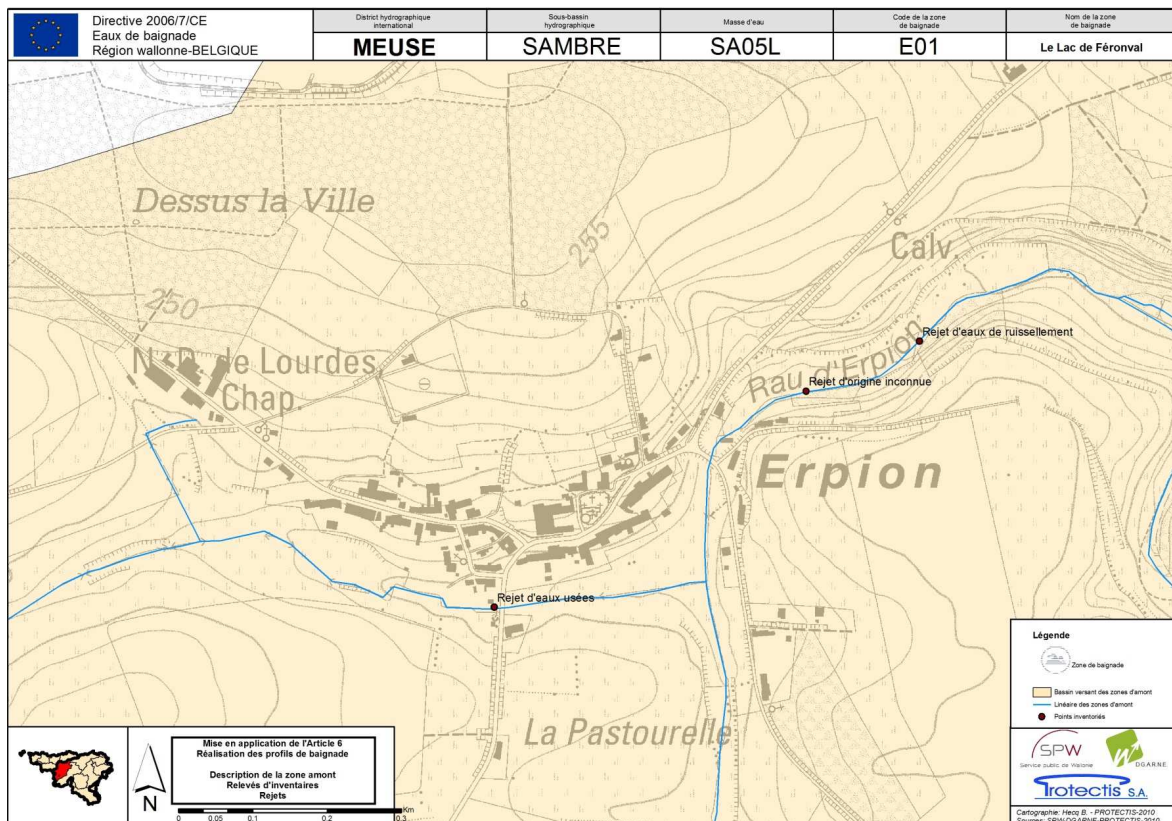 Directive 2006/7/CE
Eaux de baignade
Région wallonne-BELGIQUE
District hydrographique
international
MEUSE
Sous-bassin
hydrographique
SAMBRE
Masse d'eau
SA05L
Code de la zone
de baignade
E01
Nom de la zone
de baignade
Le Lac de Féronval
Dessus la Ville
255
Calv.
250
Rejet d'eaux de ruissellement
N. D. de Lourdes
Chap
Rau d'Erpion
Rejet d'origine inconnue
Erpion
Rejet d'eaux usées
La Pastourelle
Légende
Zone de baignade
Bassin versant des zones d'amont
Linéaire des zones d'amont
Points inventoriés
SPW
Service public de Wallonie
DGARNE
Protectis S.A.
Cartographie: Hecq B. - PROTECTIS-2010
Sources: SPW-DGARNE-PROTECTIS-2010
Mise en application de l'Article 6
Réalisation des profils de baignade
Description de la zone amont
Relevés d'inventaires
Rejets
N
Km
0 0.05 0.1 0.2 0.3